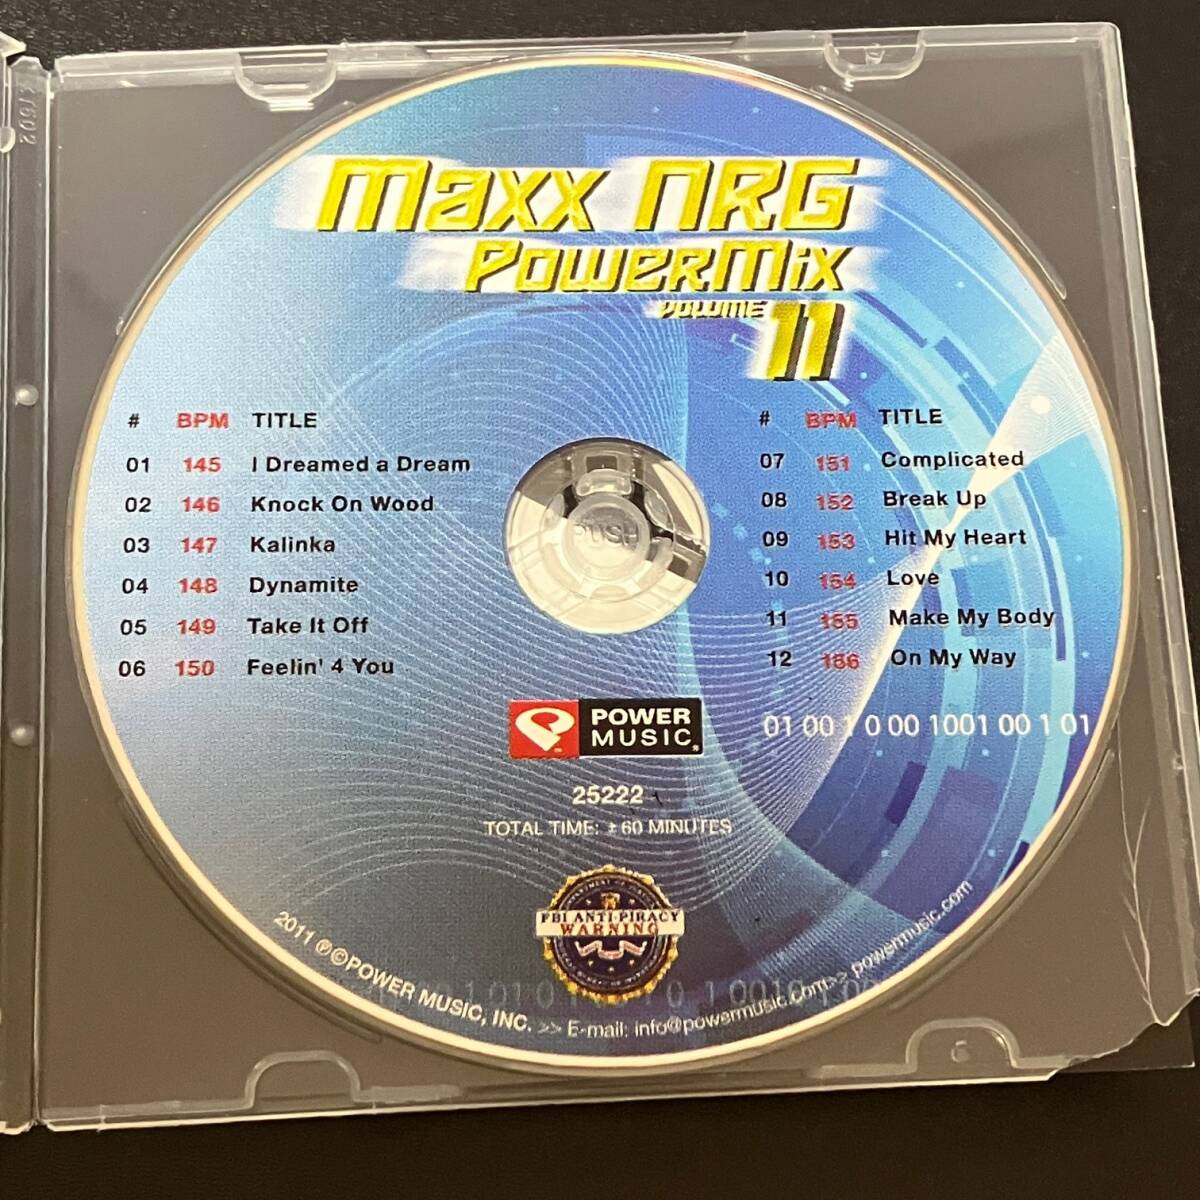 Maxx NRG
PowerMix
VOLUME 11
# BPM TITLE
01 145 I Dreamed a Dream
02 146 Knock On Wood
03 147 Kalinka
04 148 Dynamite
05 149 Take It Off
06 150 Feelin' 4 You
# BPM TITLE
07 151 Complicated
08 152 Break Up
09 153 Hit My Heart
10 154 Love
11 155 Make My Body
12 156 On My Way
PUSH
POWER
MUSIC®
01 00 1 0 00 1001 00 1 01
25222
TOTAL TIME: ± 60 MINUTES
FBI ANTI-PIRACY
WARNING
2011 ℗©POWER MUSIC, INC. >> E-mail: info@powermusic.com>> powermusic.com